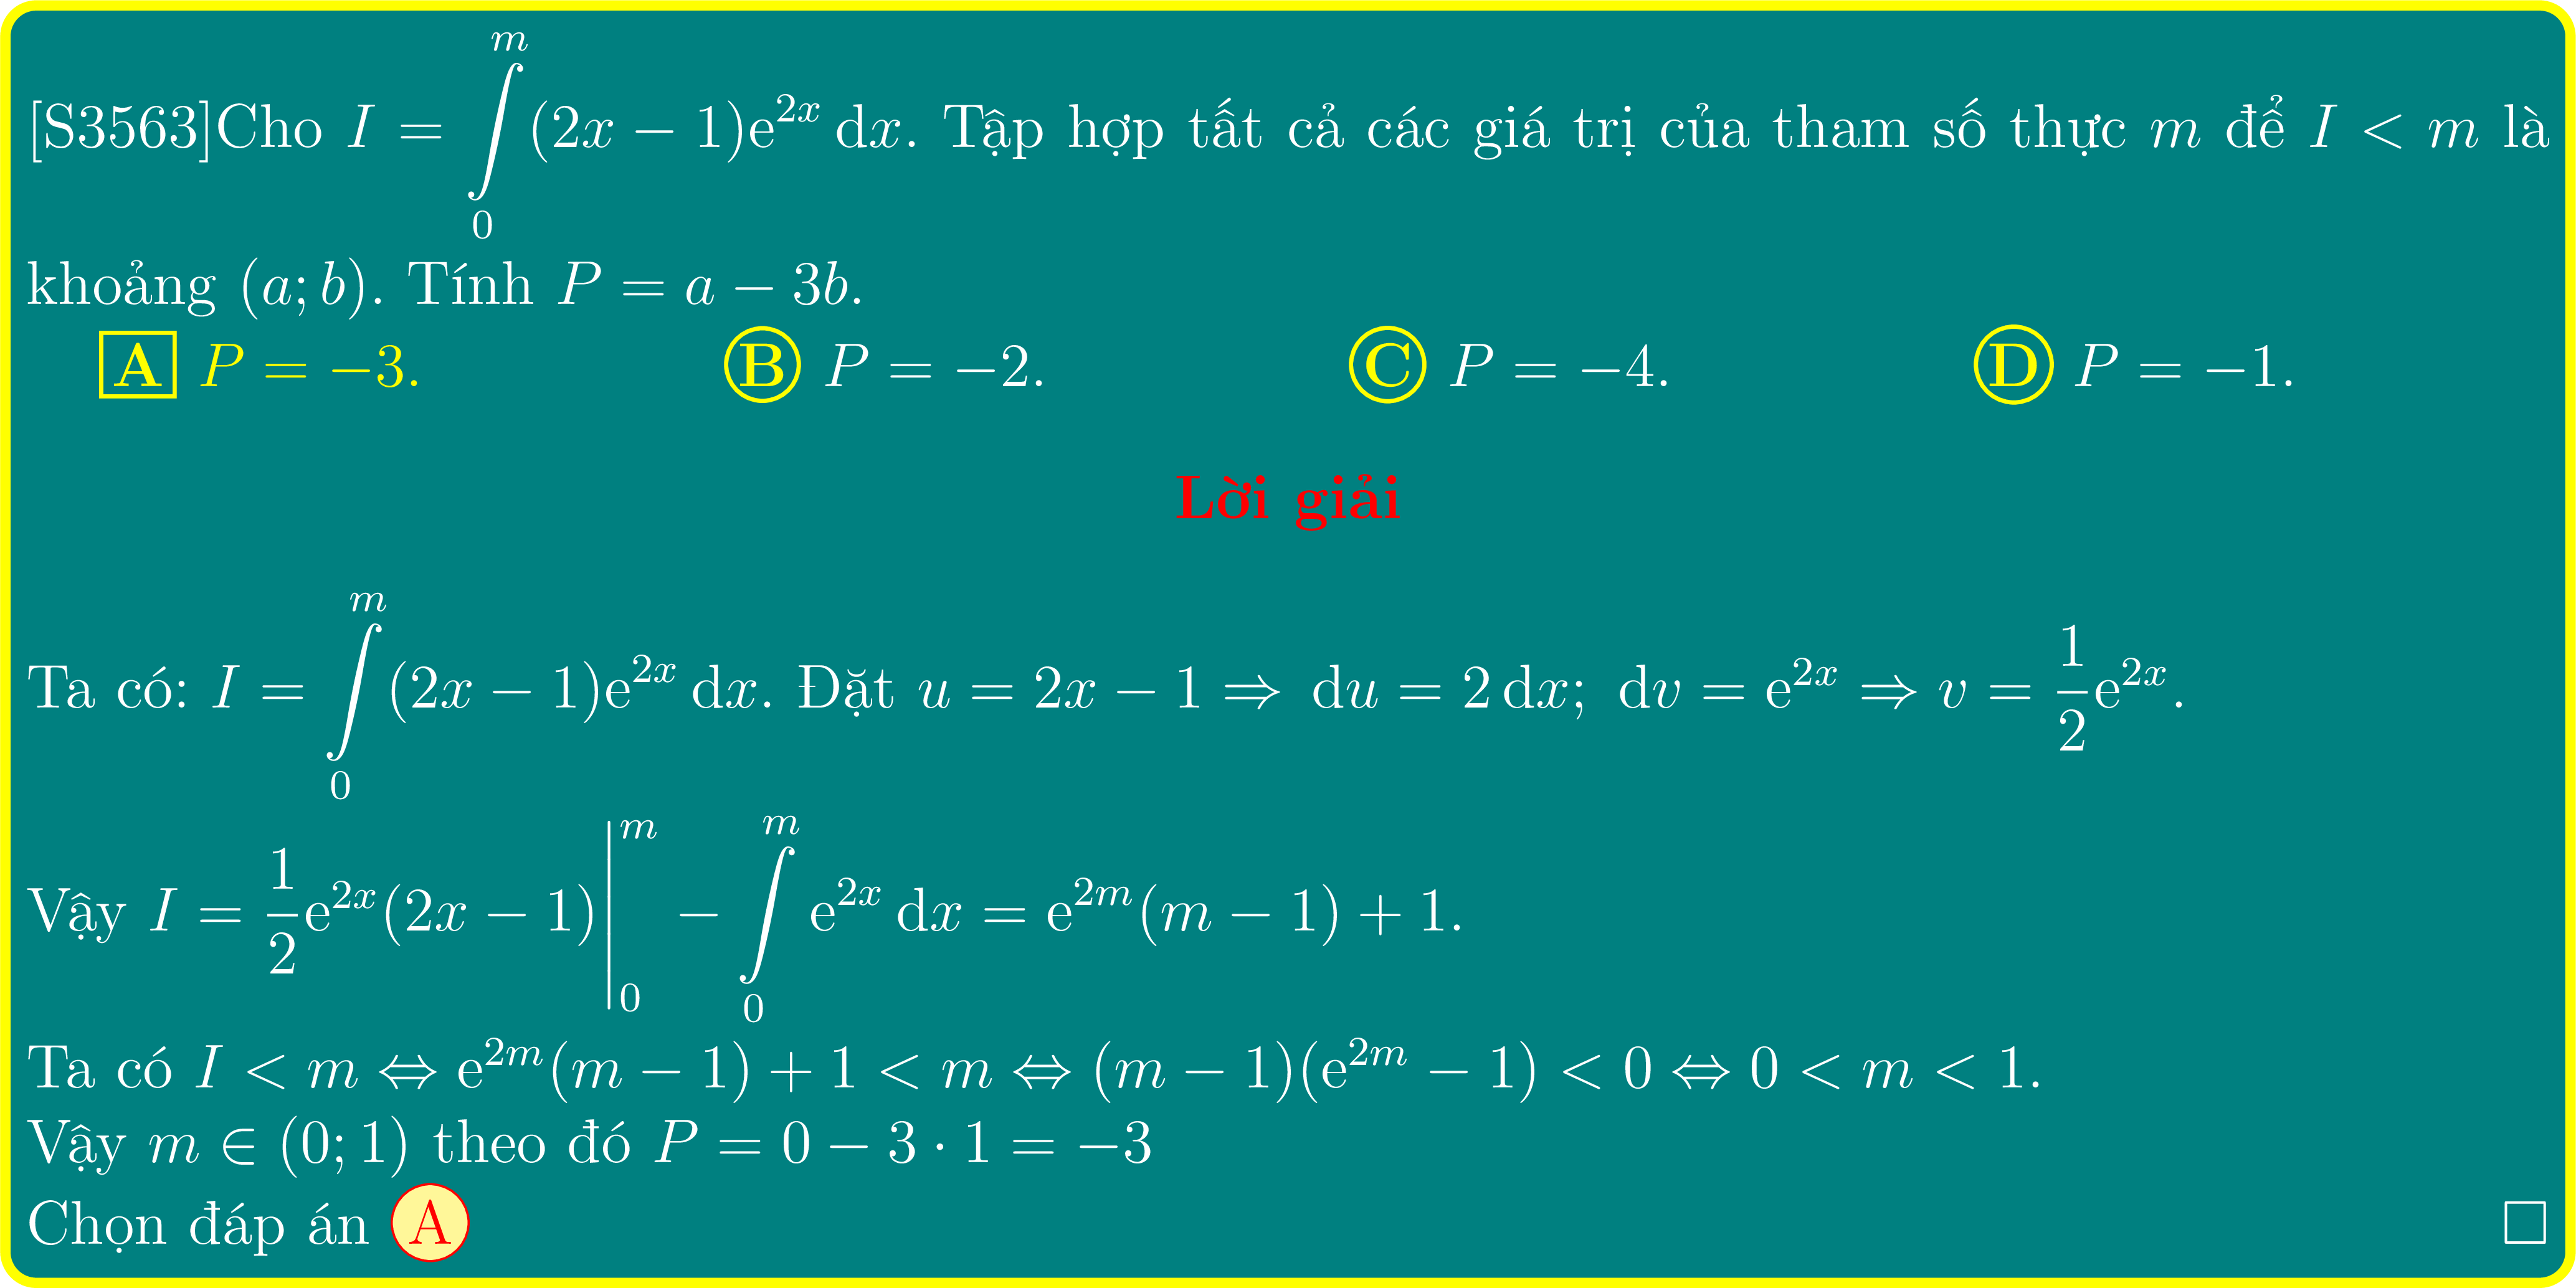 [S3563]Cho $I = \int\limits_0^m (2x - 1)\mathrm{e}^{2x}\,\mathrm{d}x$. Tập hợp tất cả các giá trị của tham số thực $m$ để $I < m$ là
khoảng $(a; b)$. Tính $P = a - 3b$.
A $P = -3$. B $P = -2$. C $P = -4$. D $P = -1$.
Lời giải
Ta có: $I = \int\limits_0^m (2x - 1)\mathrm{e}^{2x}\,\mathrm{d}x$. Đặt $u = 2x - 1 \Rightarrow \mathrm{d}u = 2\,\mathrm{d}x;\ \mathrm{d}v = \mathrm{e}^{2x} \Rightarrow v = \frac{1}{2}\mathrm{e}^{2x}$.
Vậy $I = \frac{1}{2}\mathrm{e}^{2x}(2x - 1)\Big|_0^m - \int\limits_0^m \mathrm{e}^{2x}\,\mathrm{d}x = \mathrm{e}^{2m}(m - 1) + 1$.
Ta có $I < m \Leftrightarrow \mathrm{e}^{2m}(m - 1) + 1 < m \Leftrightarrow (m - 1)(\mathrm{e}^{2m} - 1) < 0 \Leftrightarrow 0 < m < 1$.
Vậy $m \in (0; 1)$ theo đó $P = 0 - 3 \cdot 1 = -3$
Chọn đáp án A □